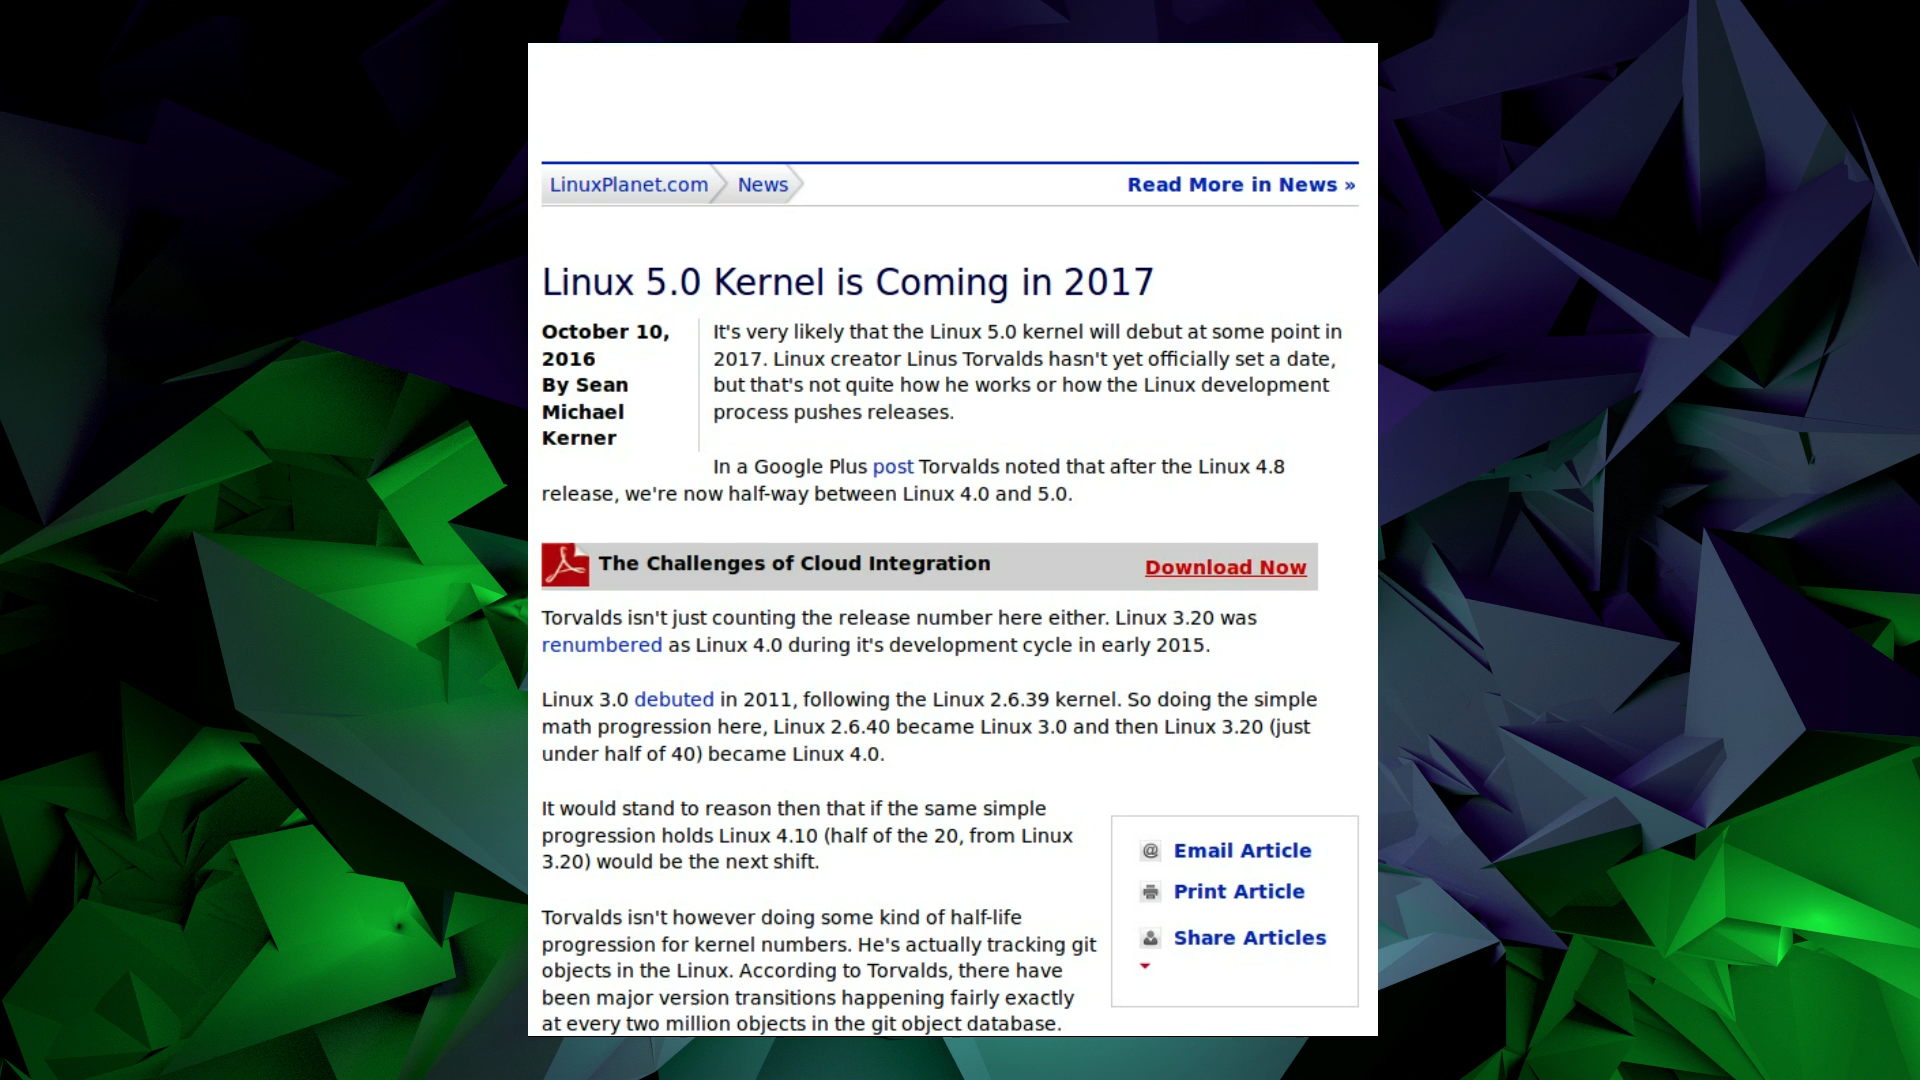 LinuxPlanet.com News Read More in News »
Linux 5.0 Kernel is Coming in 2017
October 10,
2016
By Sean
Michael
Kerner
It's very likely that the Linux 5.0 kernel will debut at some point in
2017. Linux creator Linus Torvalds hasn't yet officially set a date,
but that's not quite how he works or how the Linux development
process pushes releases.
In a Google Plus post Torvalds noted that after the Linux 4.8
release, we're now half-way between Linux 4.0 and 5.0.
The Challenges of Cloud Integration Download Now
Torvalds isn't just counting the release number here either. Linux 3.20 was
renumbered as Linux 4.0 during it's development cycle in early 2015.
Linux 3.0 debuted in 2011, following the Linux 2.6.39 kernel. So doing the simple
math progression here, Linux 2.6.40 became Linux 3.0 and then Linux 3.20 (just
under half of 40) became Linux 4.0.
It would stand to reason then that if the same simple
progression holds Linux 4.10 (half of the 20, from Linux
3.20) would be the next shift.
Torvalds isn't however doing some kind of half-life
progression for kernel numbers. He's actually tracking git
objects in the Linux. According to Torvalds, there have
been major version transitions happening fairly exactly
at every two million objects in the git object database.
@ Email Article
Print Article
Share Articles